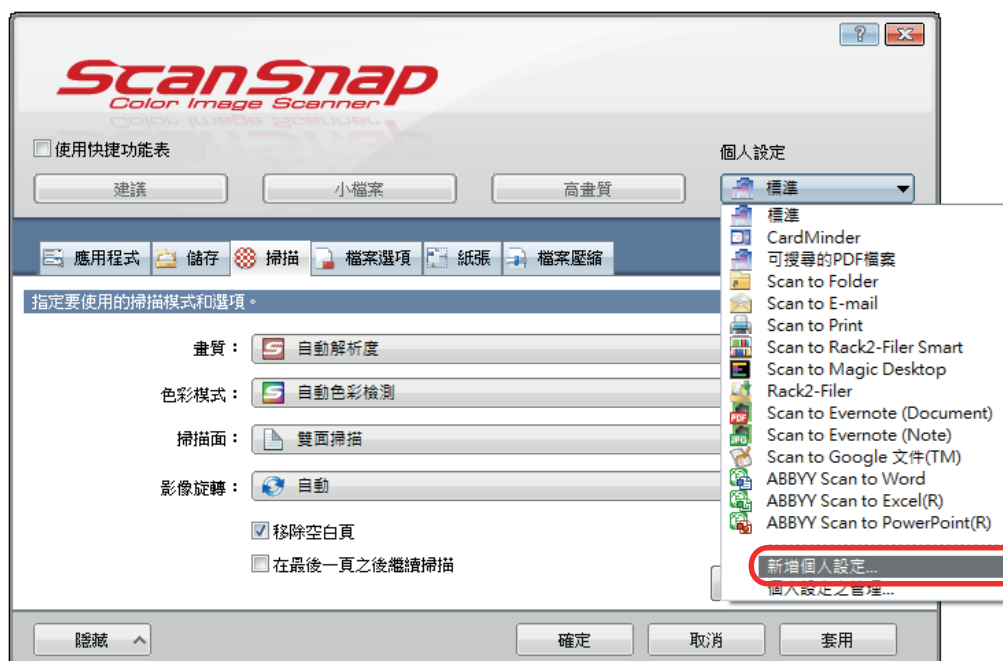 ScanSnap
Color Image Scanner
使用快捷功能表
個人設定
建議
小檔案
高畫質
標準
標準
CardMinder
可搜尋的PDF檔案
Scan to Folder
Scan to E-mail
Scan to Print
Scan to Rack2-Filer Smart
Scan to Magic Desktop
Rack2-Filer
Scan to Evernote (Document)
Scan to Evernote (Note)
Scan to Google 文件(TM)
ABBYY Scan to Word
ABBYY Scan to Excel(R)
ABBYY Scan to PowerPoint(R)
新增個人設定...
個人設定之管理...
應用程式
儲存
掃描
檔案選項
紙張
檔案壓縮
指定要使用的掃描模式和選項。
畫質：
自動解析度
色彩模式：
自動色彩檢測
掃描面：
雙面掃描
影像旋轉：
自動
移除空白頁
在最後一頁之後繼續掃描
隱藏
確定
取消
套用